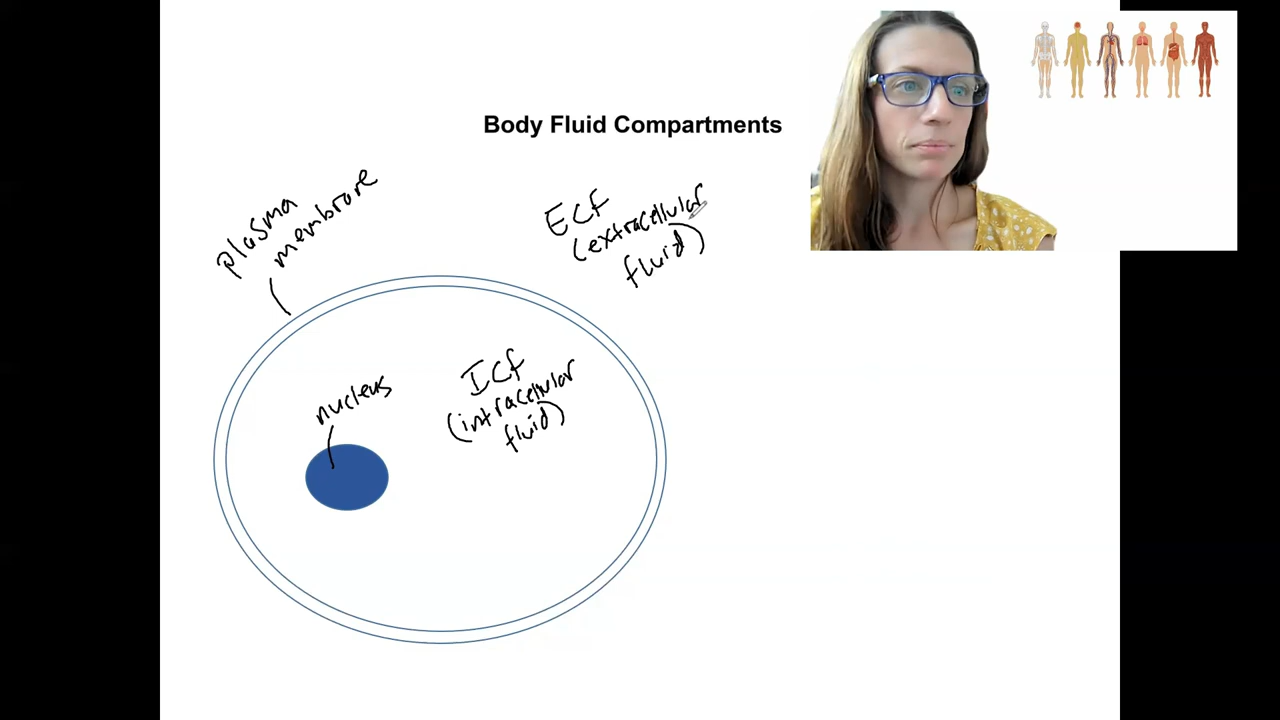 Body Fluid Compartments
plasma
membrane
ECF
(extracellular
fluid)
nucleus
ICF
(intracellular
fluid)